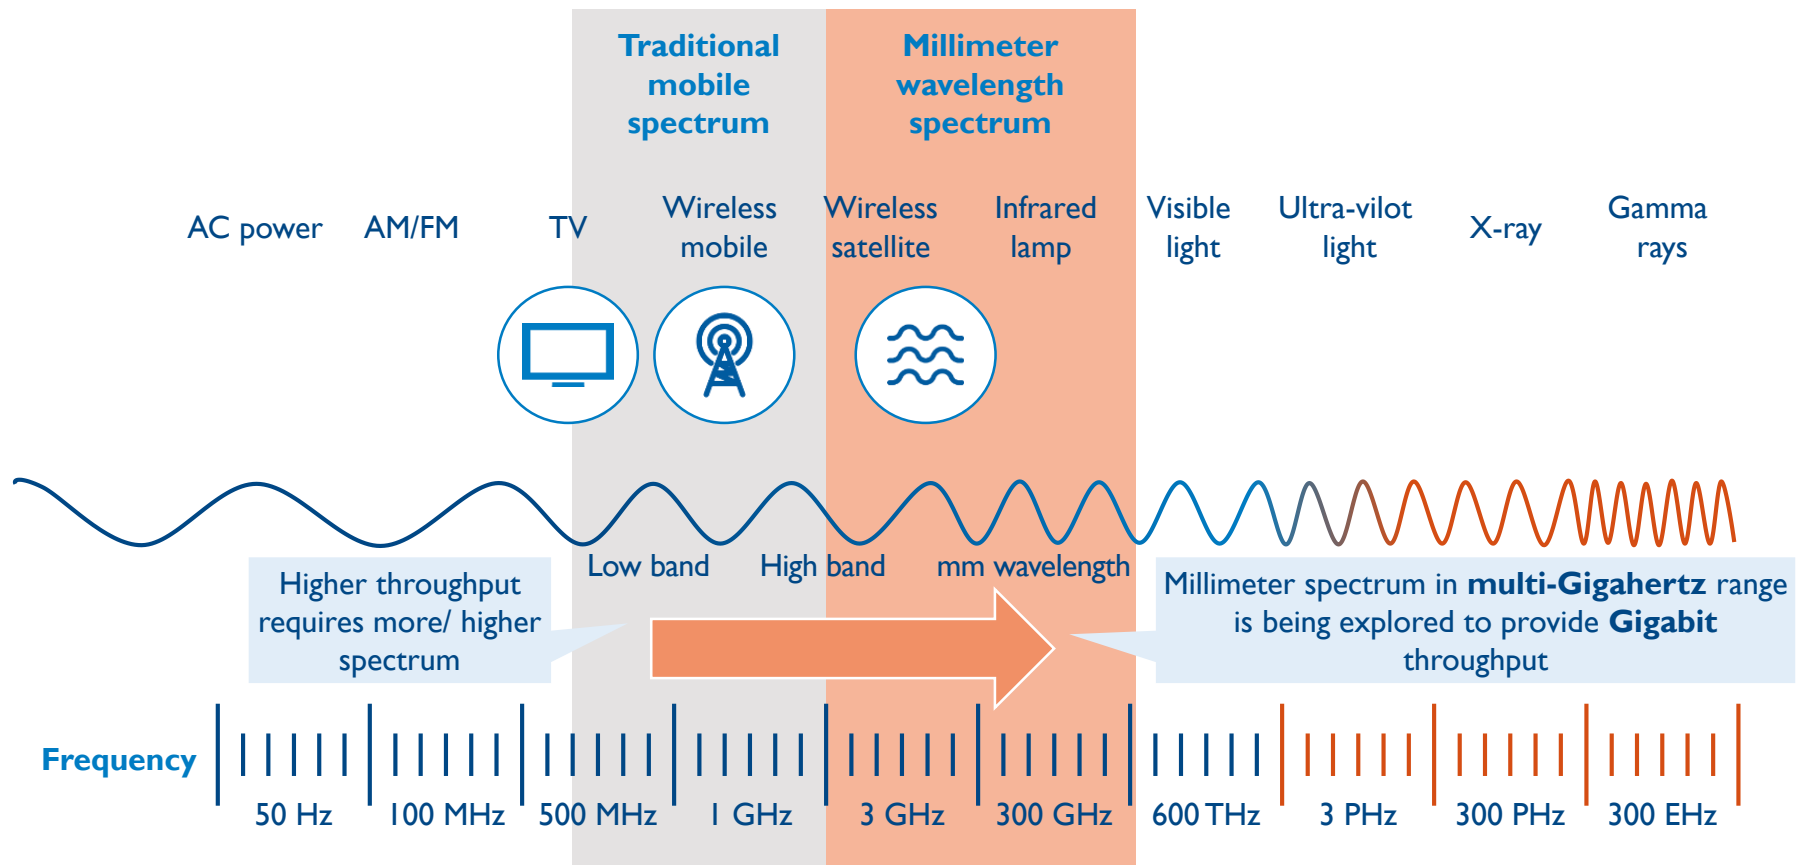 Traditional
mobile
spectrum
Millimeter
wavelength
spectrum
AC power
AM/FM
TV
Wireless
mobile
Wireless
satellite
Infrared
lamp
Visible
light
Ultra-vilot
light
X-ray
Gamma
rays
Low band
High band
mm wavelength
Higher throughput
requires more/ higher
spectrum
Millimeter spectrum in multi-Gigahertz range
is being explored to provide Gigabit
throughput
Frequency
50 Hz
100 MHz
500 MHz
1 GHz
3 GHz
300 GHz
600 THz
3 PHz
300 PHz
300 EHz